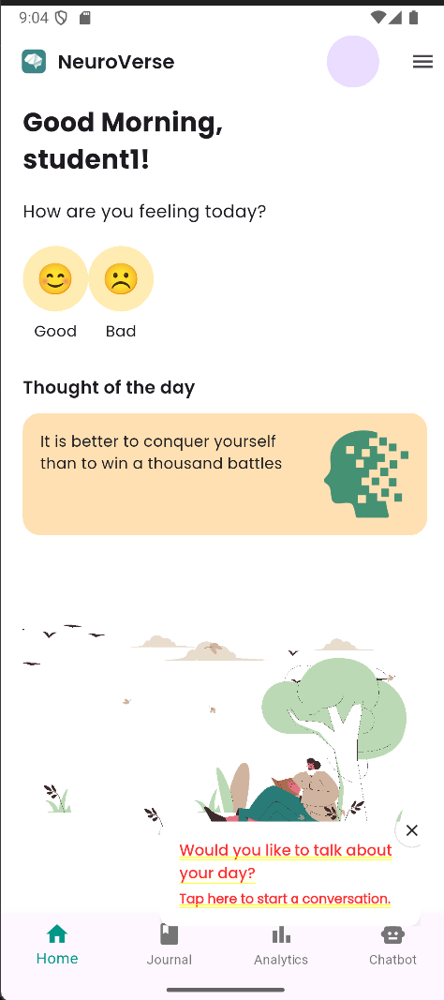 9:04
NeuroVerse
Good Morning,
student1!
How are you feeling today?
Good Bad
Thought of the day
It is better to conquer yourself
than to win a thousand battles
Would you like to talk about
your day?
Tap here to start a conversation.
Home Journal Analytics Chatbot